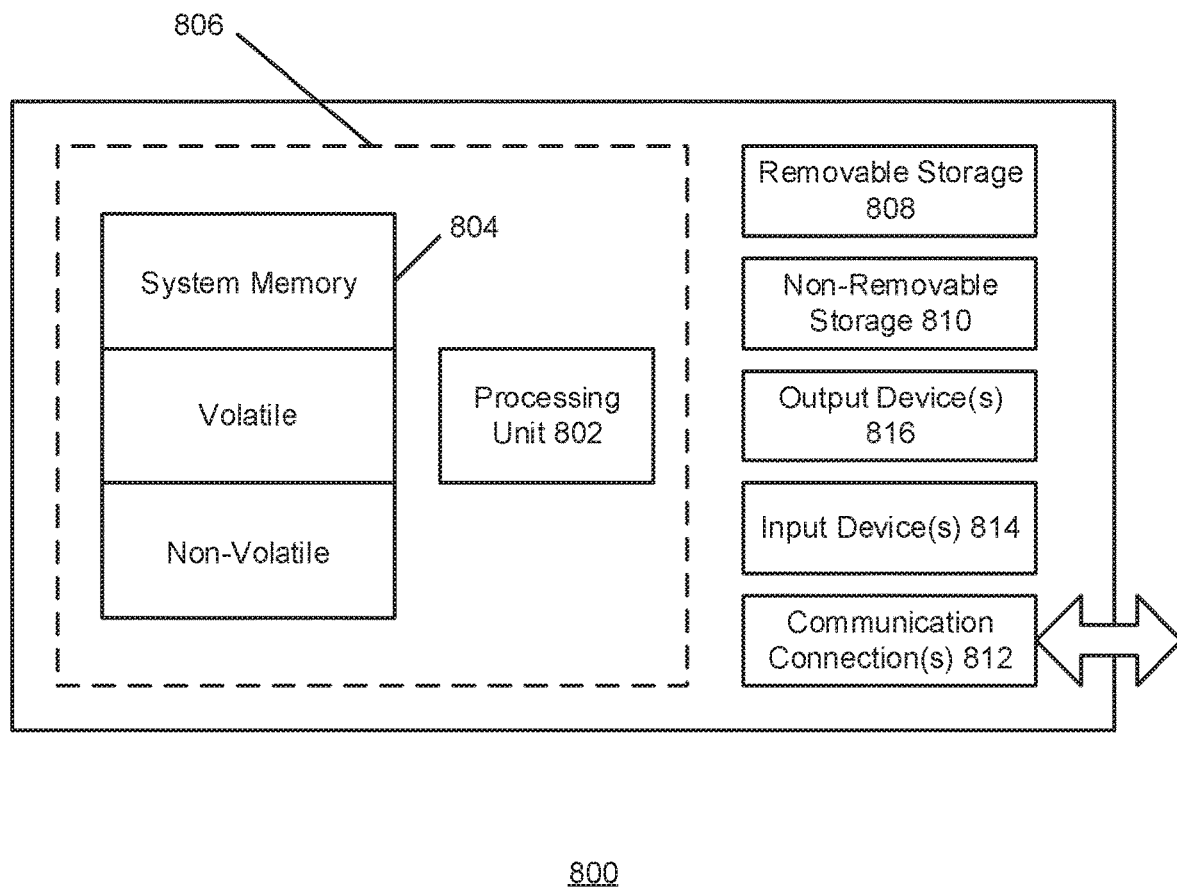 806
804
System Memory
Volatile
Non-Volatile
Processing
Unit 802
Removable Storage
808
Non-Removable
Storage 810
Output Device(s)
816
Input Device(s) 814
Communication
Connection(s) 812
800